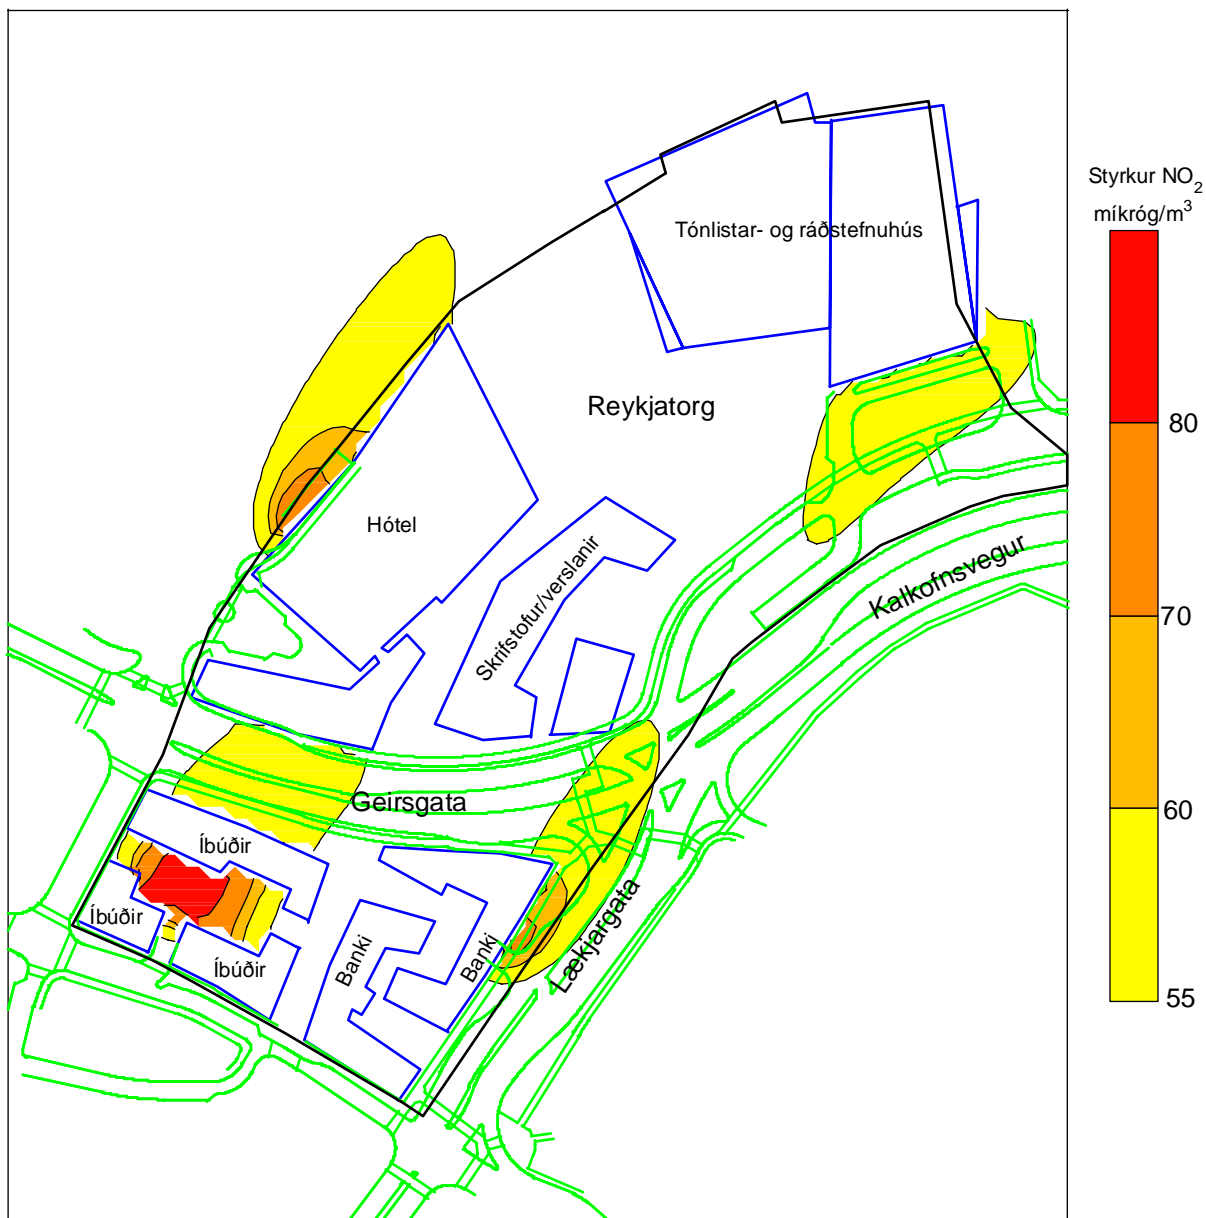 Styrkur NO2
míkróg/m3
Tónlistar- og ráðstefnuhús
Reykjatorg
80
Hótel
Skrifstofur/verslanir
Kalkofnsvegur
70
Geirsgata
60
Íbúðir
Íbúðir
Íbúðir
Banki
Banki
Lækjargata
55